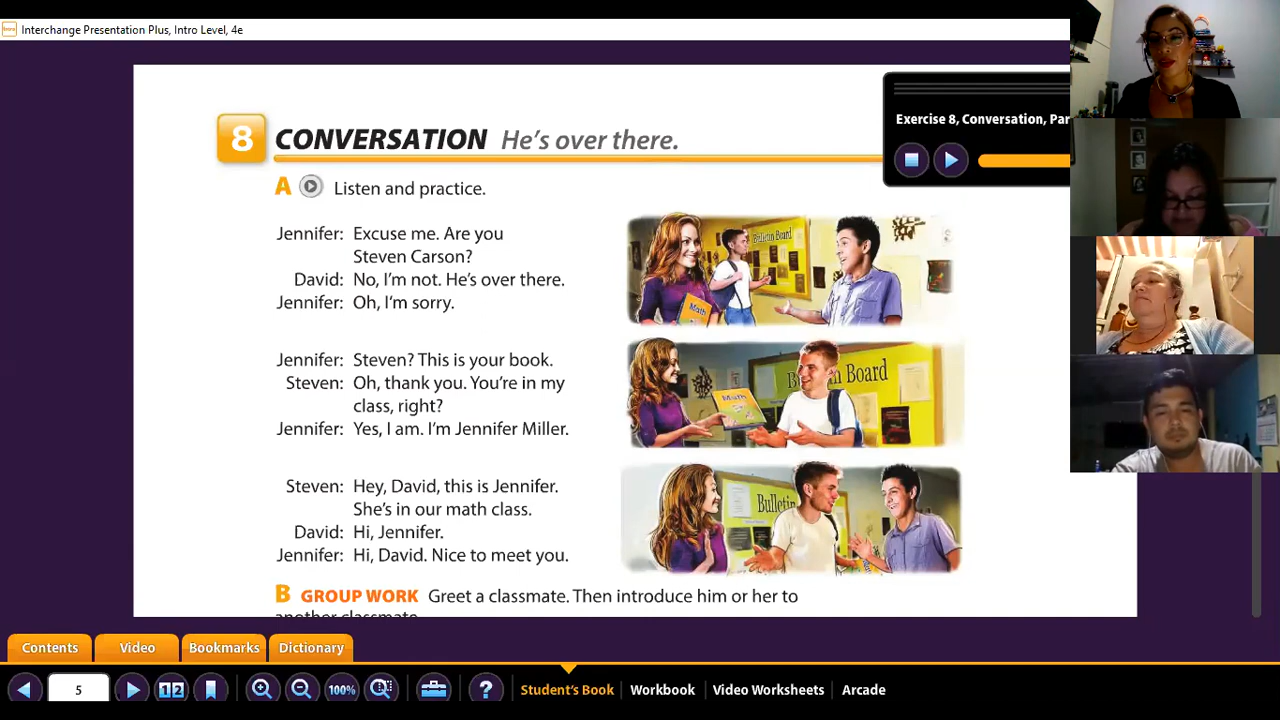 Interchange Presentation Plus, Intro Level, 4e
8 CONVERSATION He's over there.
Exercise 8, Conversation, Par
A Listen and practice.
Jennifer: Excuse me. Are you
Steven Carson?
David: No, I'm not. He's over there.
Jennifer: Oh, I'm sorry.
Bulletin Board
Math
Jennifer: Steven? This is your book.
Steven: Oh, thank you. You're in my
class, right?
Jennifer: Yes, I am. I'm Jennifer Miller.
Bulletin Board
Math
Steven: Hey, David, this is Jennifer.
She's in our math class.
David: Hi, Jennifer.
Jennifer: Hi, David. Nice to meet you.
Bulletin
B GROUP WORK Greet a classmate. Then introduce him or her to
another classmate.
Contents Video Bookmarks Dictionary
5 12 100% ? Student's Book Workbook Video Worksheets Arcade